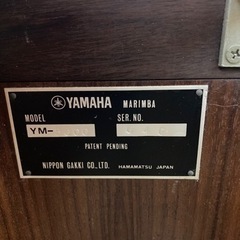 YAMAHA MARIMBA
MODEL SER. NO.
YM-
PATENT PENDING
NIPPON GAKKI CO., LTD. HAMAMATSU JAPAN